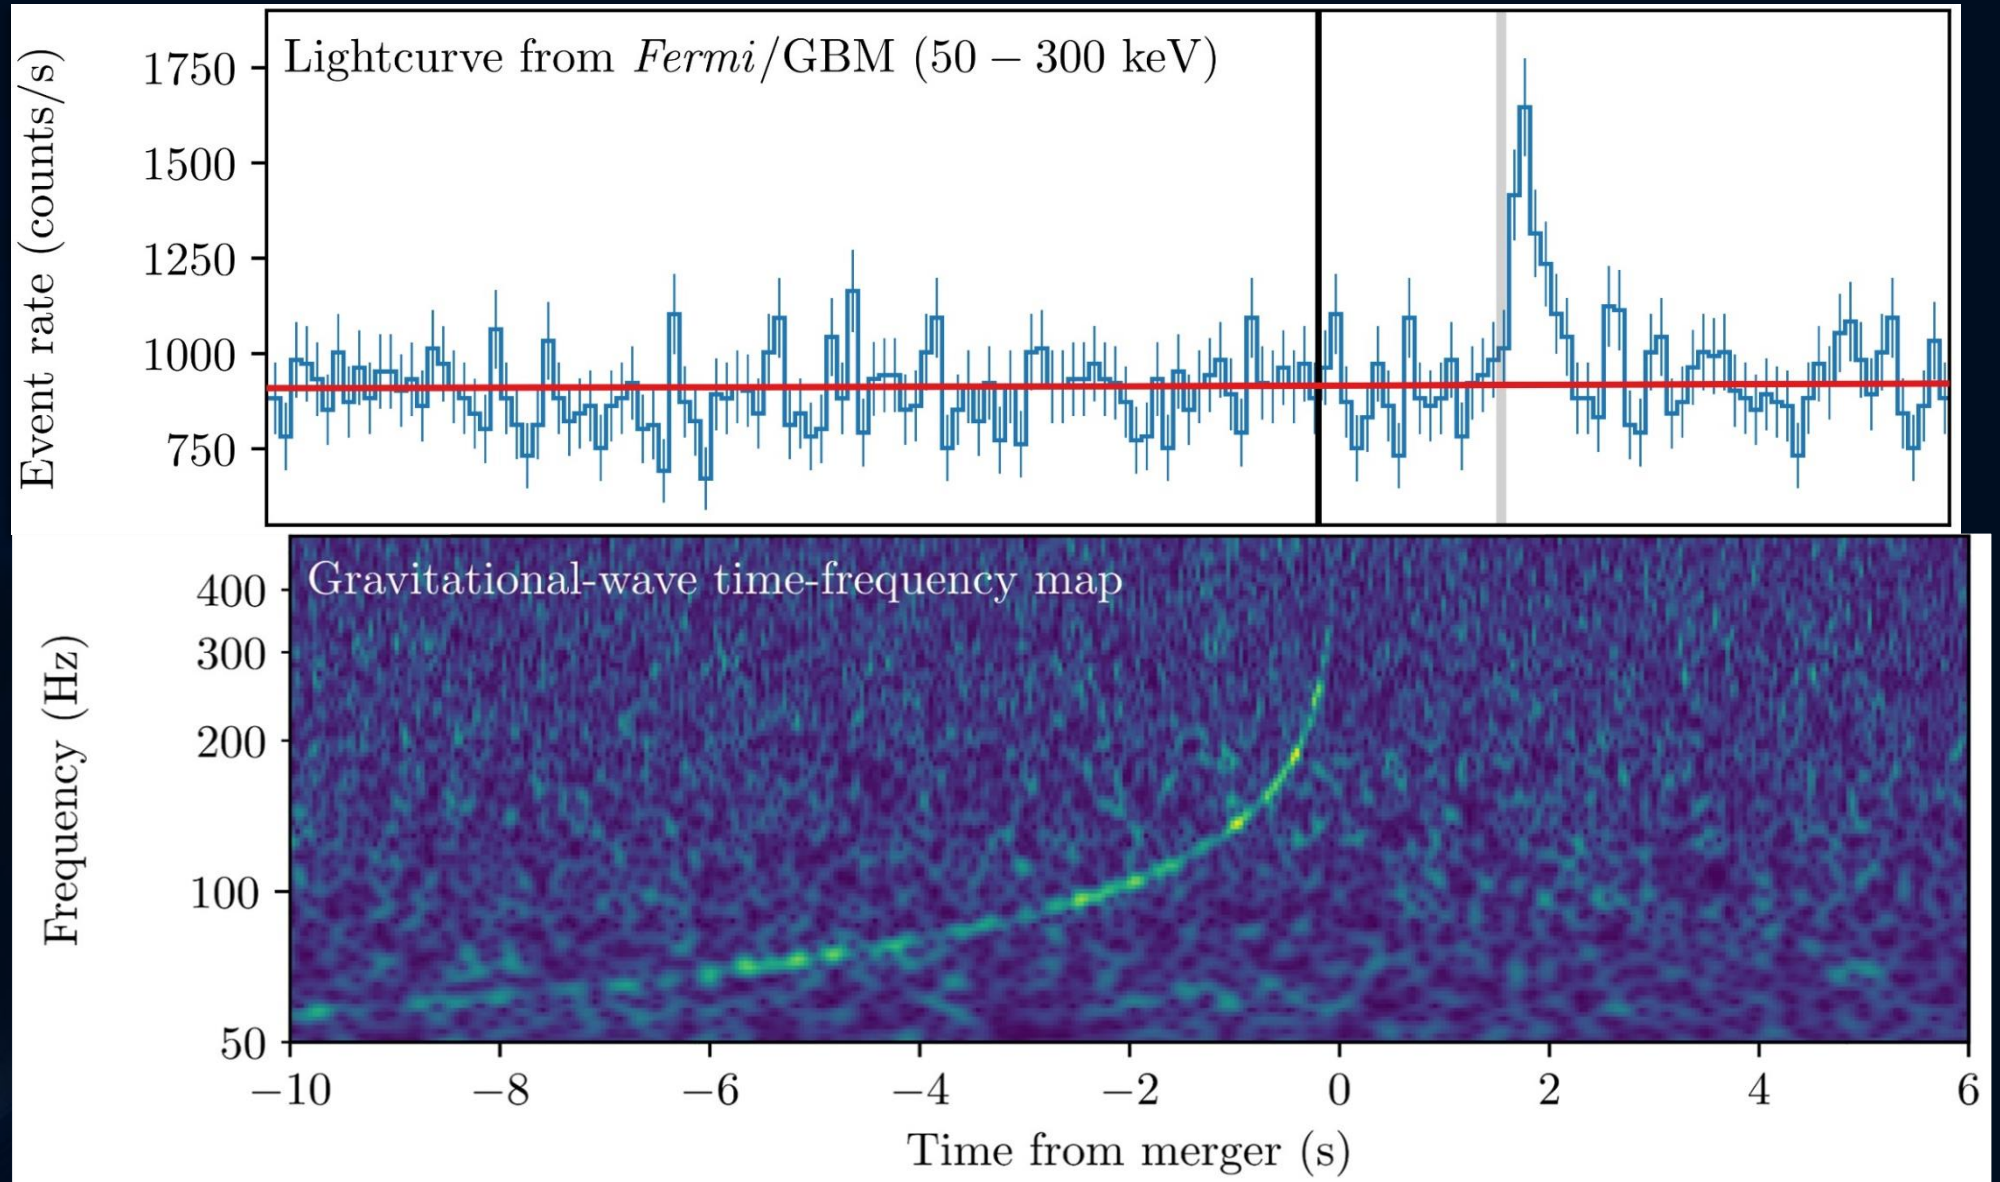 Lightcurve from Fermi/GBM (50 – 300 keV)
Event rate (counts/s)
1750
1500
1250
1000
750
Gravitational-wave time-frequency map
Frequency (Hz)
400
300
200
100
50
−10 −8 −6 −4 −2 0 2 4 6
Time from merger (s)